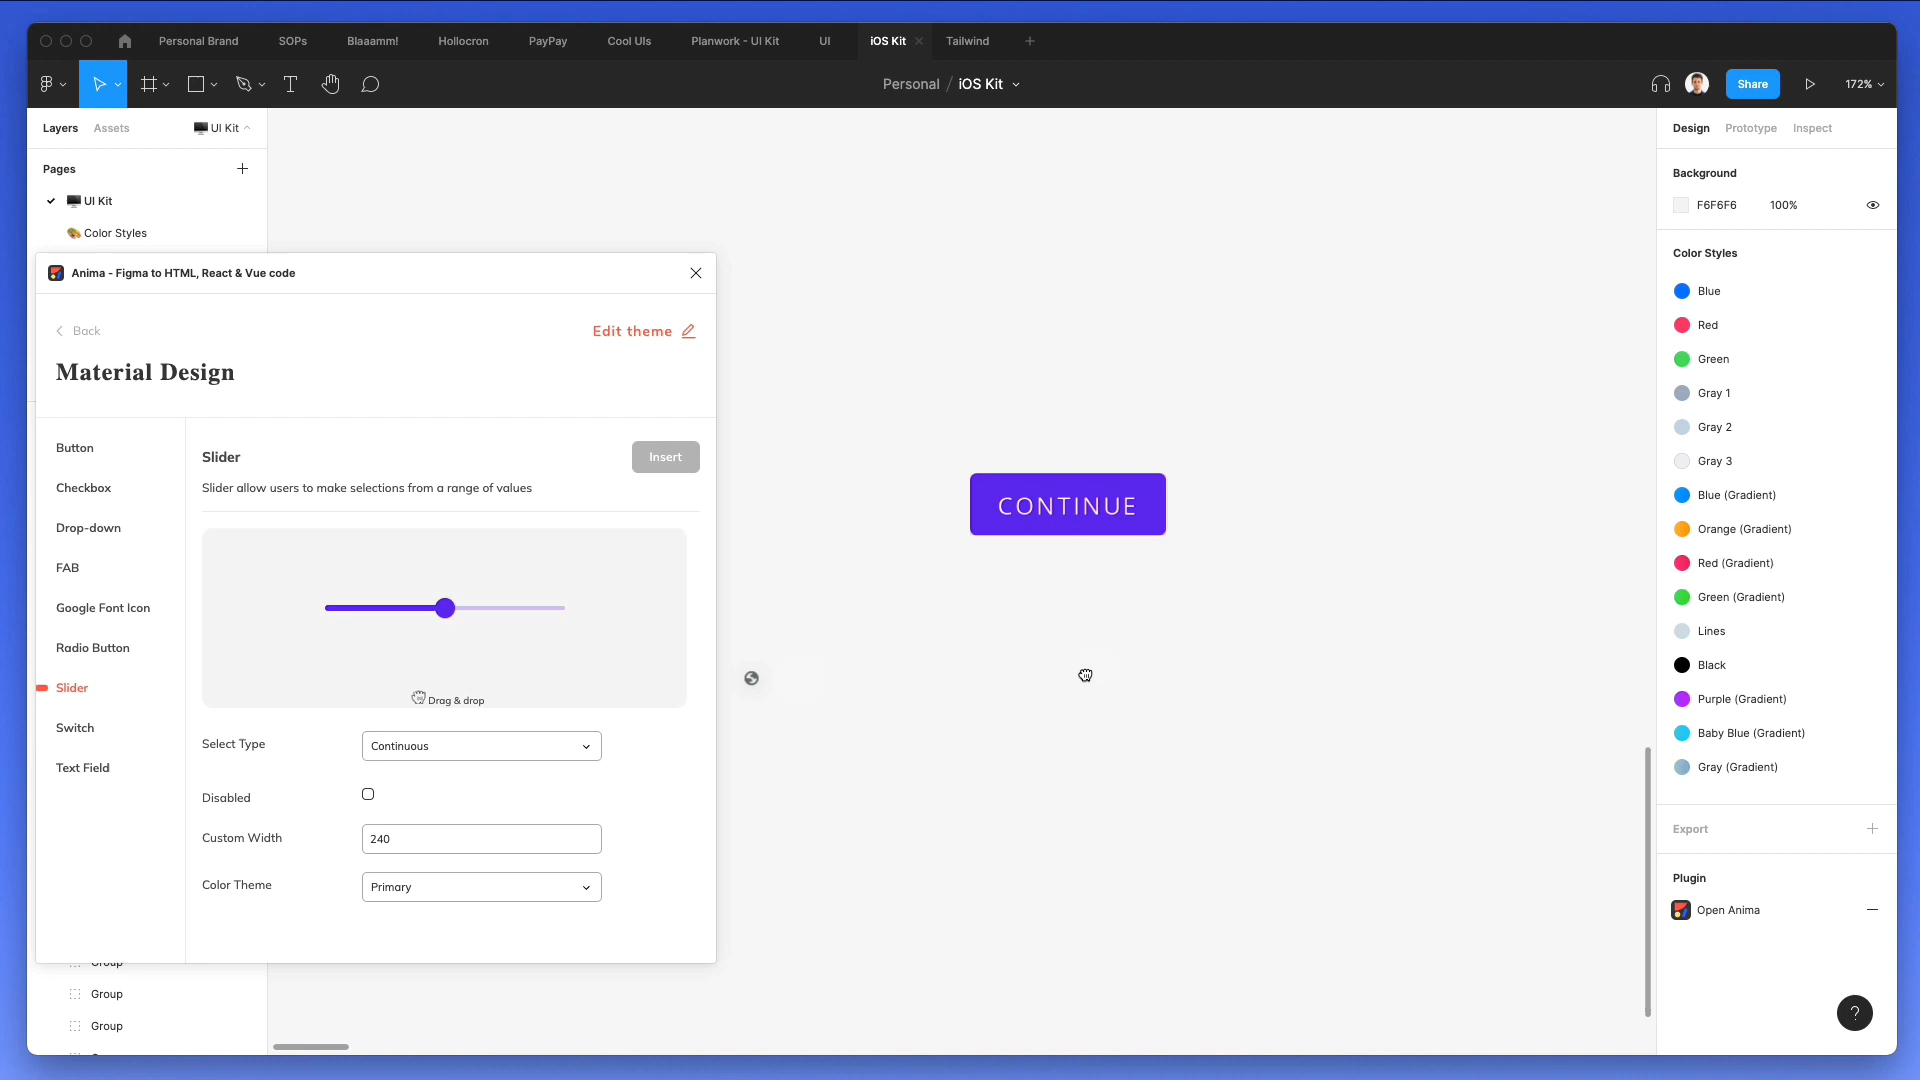 Personal Brand
SOPs
Blaaamm!
Hollocron
PayPay
Cool UIs
Planwork - UI Kit
UI
iOS Kit
Tailwind
Personal / iOS Kit
Share
172%
Layers
Assets
UI Kit
Pages
UI Kit
Color Styles
Anima - Figma to HTML, React & Vue code
Back
Edit theme
Material Design
Button
Checkbox
Drop-down
FAB
Google Font Icon
Radio Button
Slider
Switch
Text Field
Slider
Insert
Slider allow users to make selections from a range of values
Drag & drop
Select Type
Continuous
Disabled
Custom Width
240
Color Theme
Primary
Group
Group
Group
CONTINUE
Design
Prototype
Inspect
Background
F6F6F6
100%
Color Styles
Blue
Red
Green
Gray 1
Gray 2
Gray 3
Blue (Gradient)
Orange (Gradient)
Red (Gradient)
Green (Gradient)
Lines
Black
Purple (Gradient)
Baby Blue (Gradient)
Gray (Gradient)
Export
Plugin
Open Anima
?